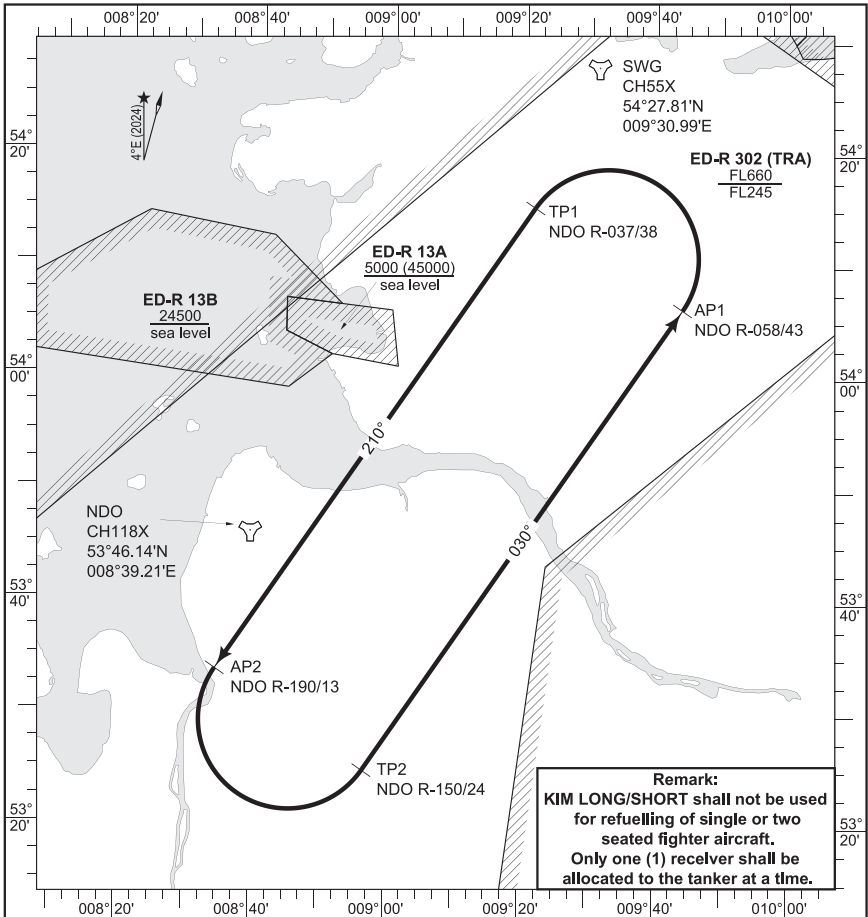 008°20' 008°40' 009°00' 009°20' 009°40' 010°00'
SWG
CH55X
54°27.81'N
009°30.99'E
4°E (2024)
54°
20'
54°
20'
ED-R 302 (TRA)
FL660
FL245
TP1
NDO R-037/38
ED-R 13A
5000 (45000)
sea level
ED-R 13B
24500
sea level
AP1
NDO R-058/43
54°
00'
54°
00'
210°
NDO
CH118X
53°46.14'N
008°39.21'E
030°
53°
40'
53°
40'
AP2
NDO R-190/13
TP2
NDO R-150/24
Remark:
KIM LONG/SHORT shall not be used
for refuelling of single or two
seated fighter aircraft.
Only one (1) receiver shall be
allocated to the tanker at a time.
53°
20'
53°
20'
008°20' 008°40' 009°00' 009°20' 009°40' 010°00'